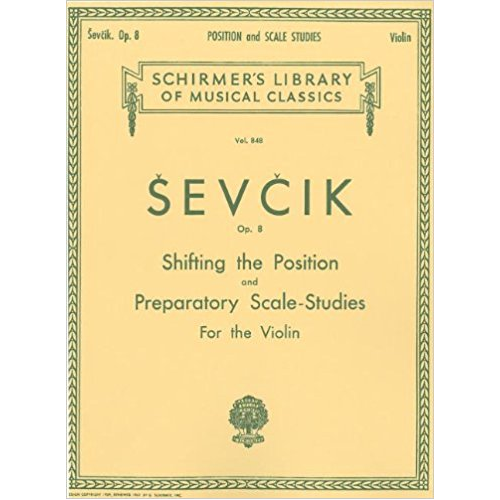 Ševčik. Op. 8 POSITION and SCALE STUDIES Violin
SCHIRMER'S LIBRARY
OF MUSICAL CLASSICS
Vol. 848
ŠEVČIK
Op. 8
Shifting the Position
and
Preparatory Scale-Studies
For the Violin